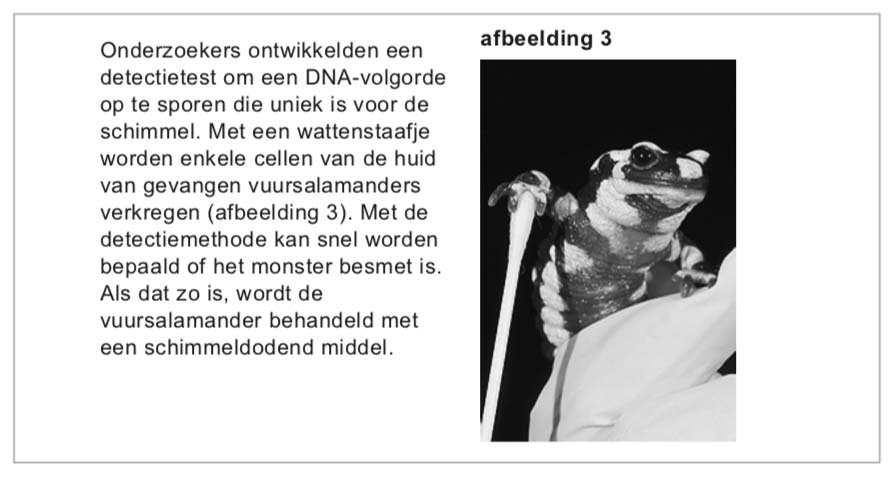 Onderzoekers ontwikkelden een
detectietest om een DNA-volgorde
op te sporen die uniek is voor de
schimmel. Met een wattenstaafje
worden enkele cellen van de huid
van gevangen vuursalamanders
verkregen (afbeelding 3). Met de
detectiemethode kan snel worden
bepaald of het monster besmet is.
Als dat zo is, wordt de
vuursalamander behandeld met
een schimmeldodend middel.
afbeelding 3